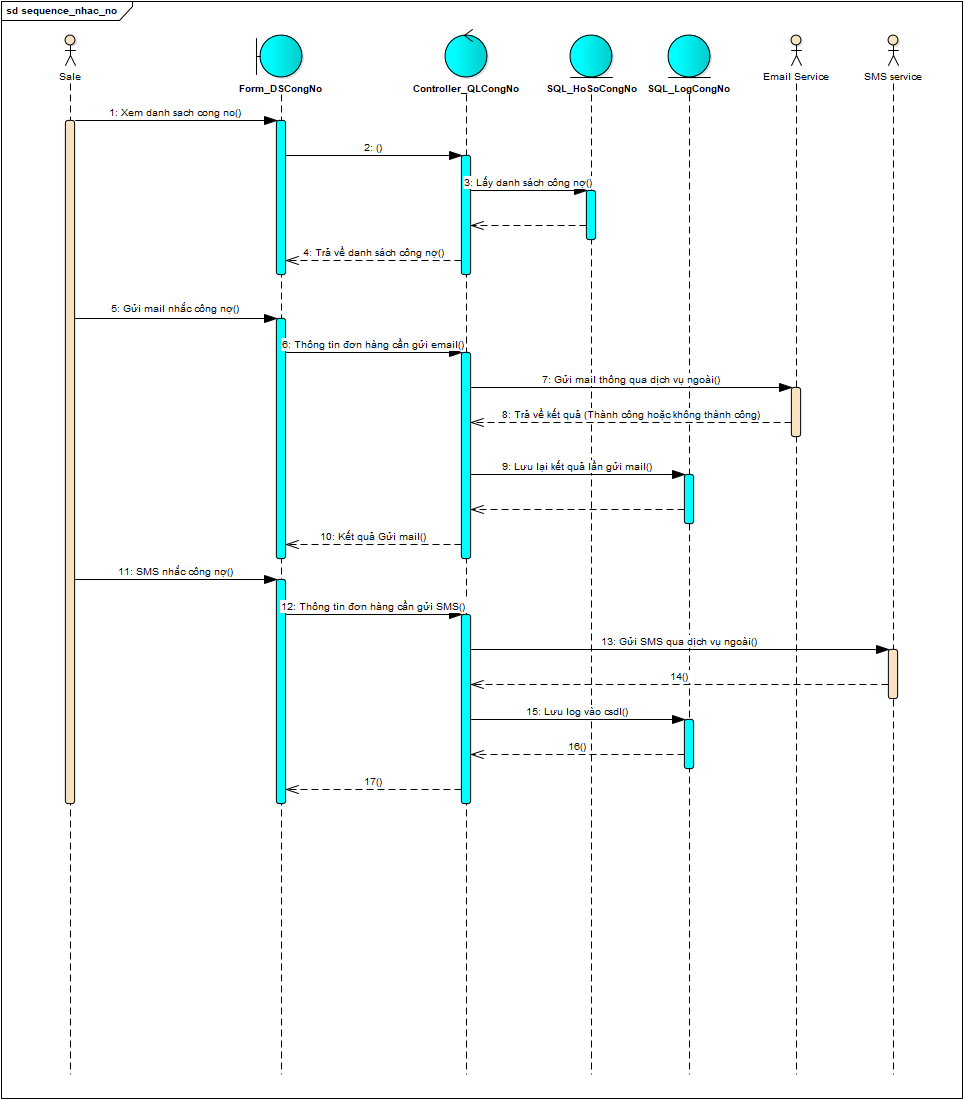 sd sequence_nhac_no
Sale
Form_DSCongNo
Controller_QLCongNo
SQL_HoSoCongNo
SQL_LogCongNo
Email Service
SMS service
1: Xem danh sach cong no()
2: ()
3: Lấy danh sách công nợ()
4: Trả về danh sách công nợ()
5: Gửi mail nhắc công nợ()
6: Thông tin đơn hàng cần gửi email()
7: Gửi mail thông qua dịch vụ ngoài()
8: Trả về kết quả (Thành công hoặc không thành công)
9: Lưu lại kết quả lần gửi mail()
10: Kết quả Gửi mail()
11: SMS nhắc công nợ()
12: Thông tin đơn hàng cần gửi SMS()
13: Gửi SMS qua dịch vụ ngoài()
14()
15: Lưu log vào csdl()
16()
17()